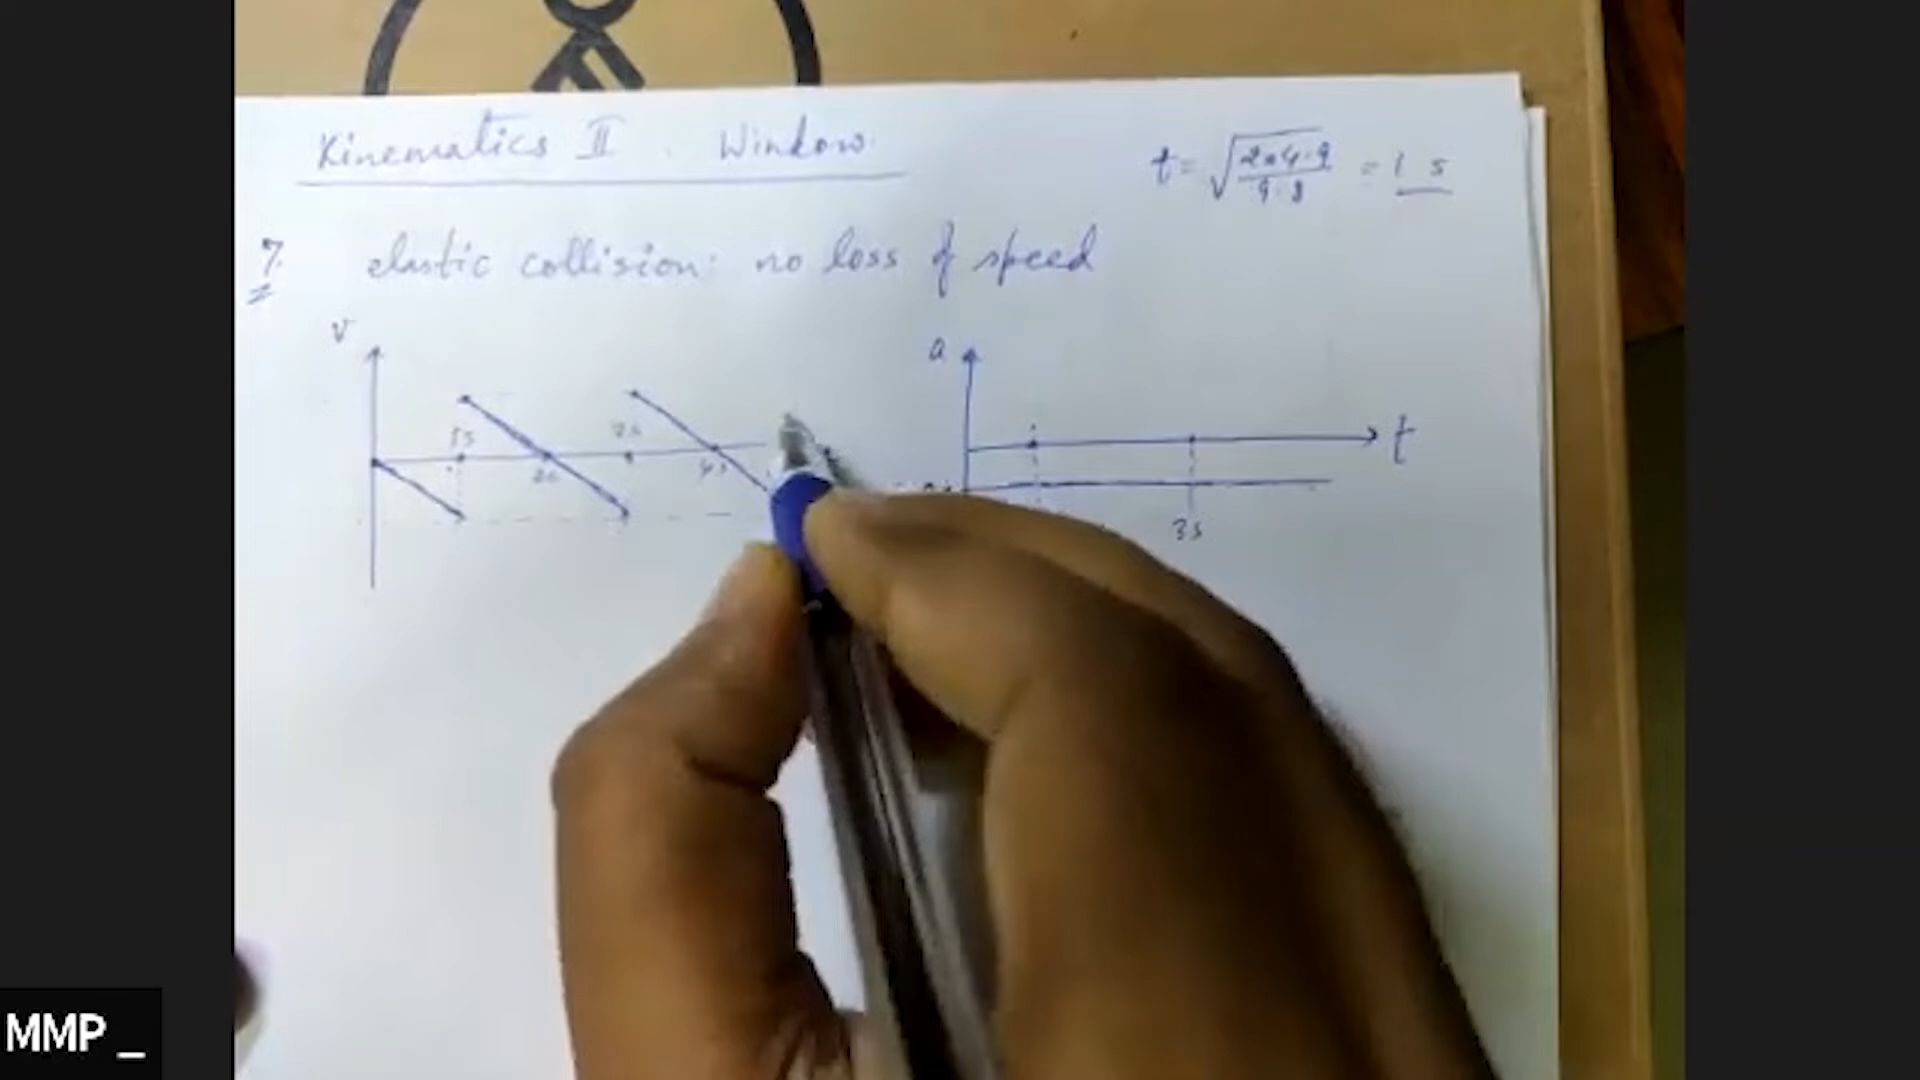 Kinematics II. Window.
t = √(2×4.9/9.8) = 1 s
7. elastic collision: no loss of speed
v
a
1s
2s
4s
t
3s
MMP _